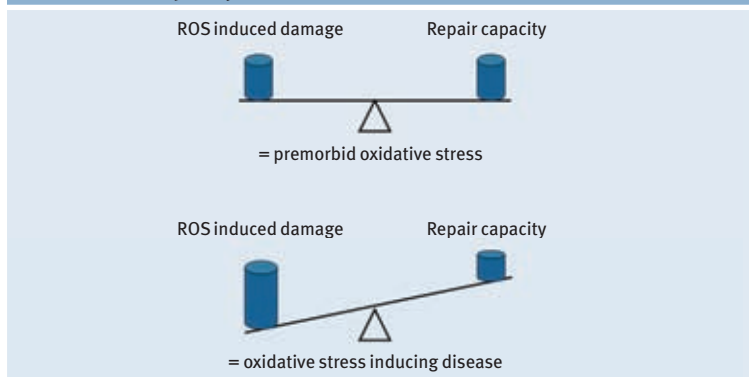 ROS induced damage Repair capacity
= premorbid oxidative stress
ROS induced damage Repair capacity
= oxidative stress inducing disease